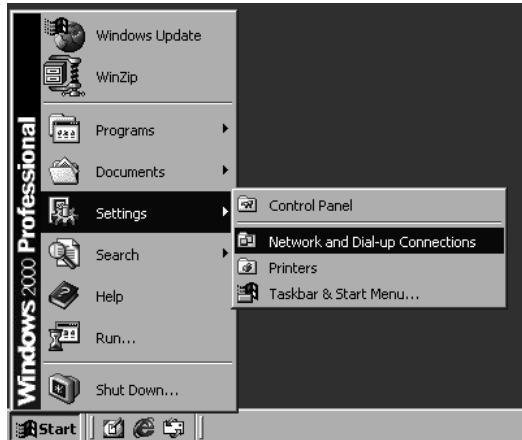 Windows Update
WinZip
Programs
Documents
Settings
Search
Help
Run...
Shut Down...
Windows 2000 Professional
Control Panel
Network and Dial-up Connections
Printers
Taskbar & Start Menu...
Start